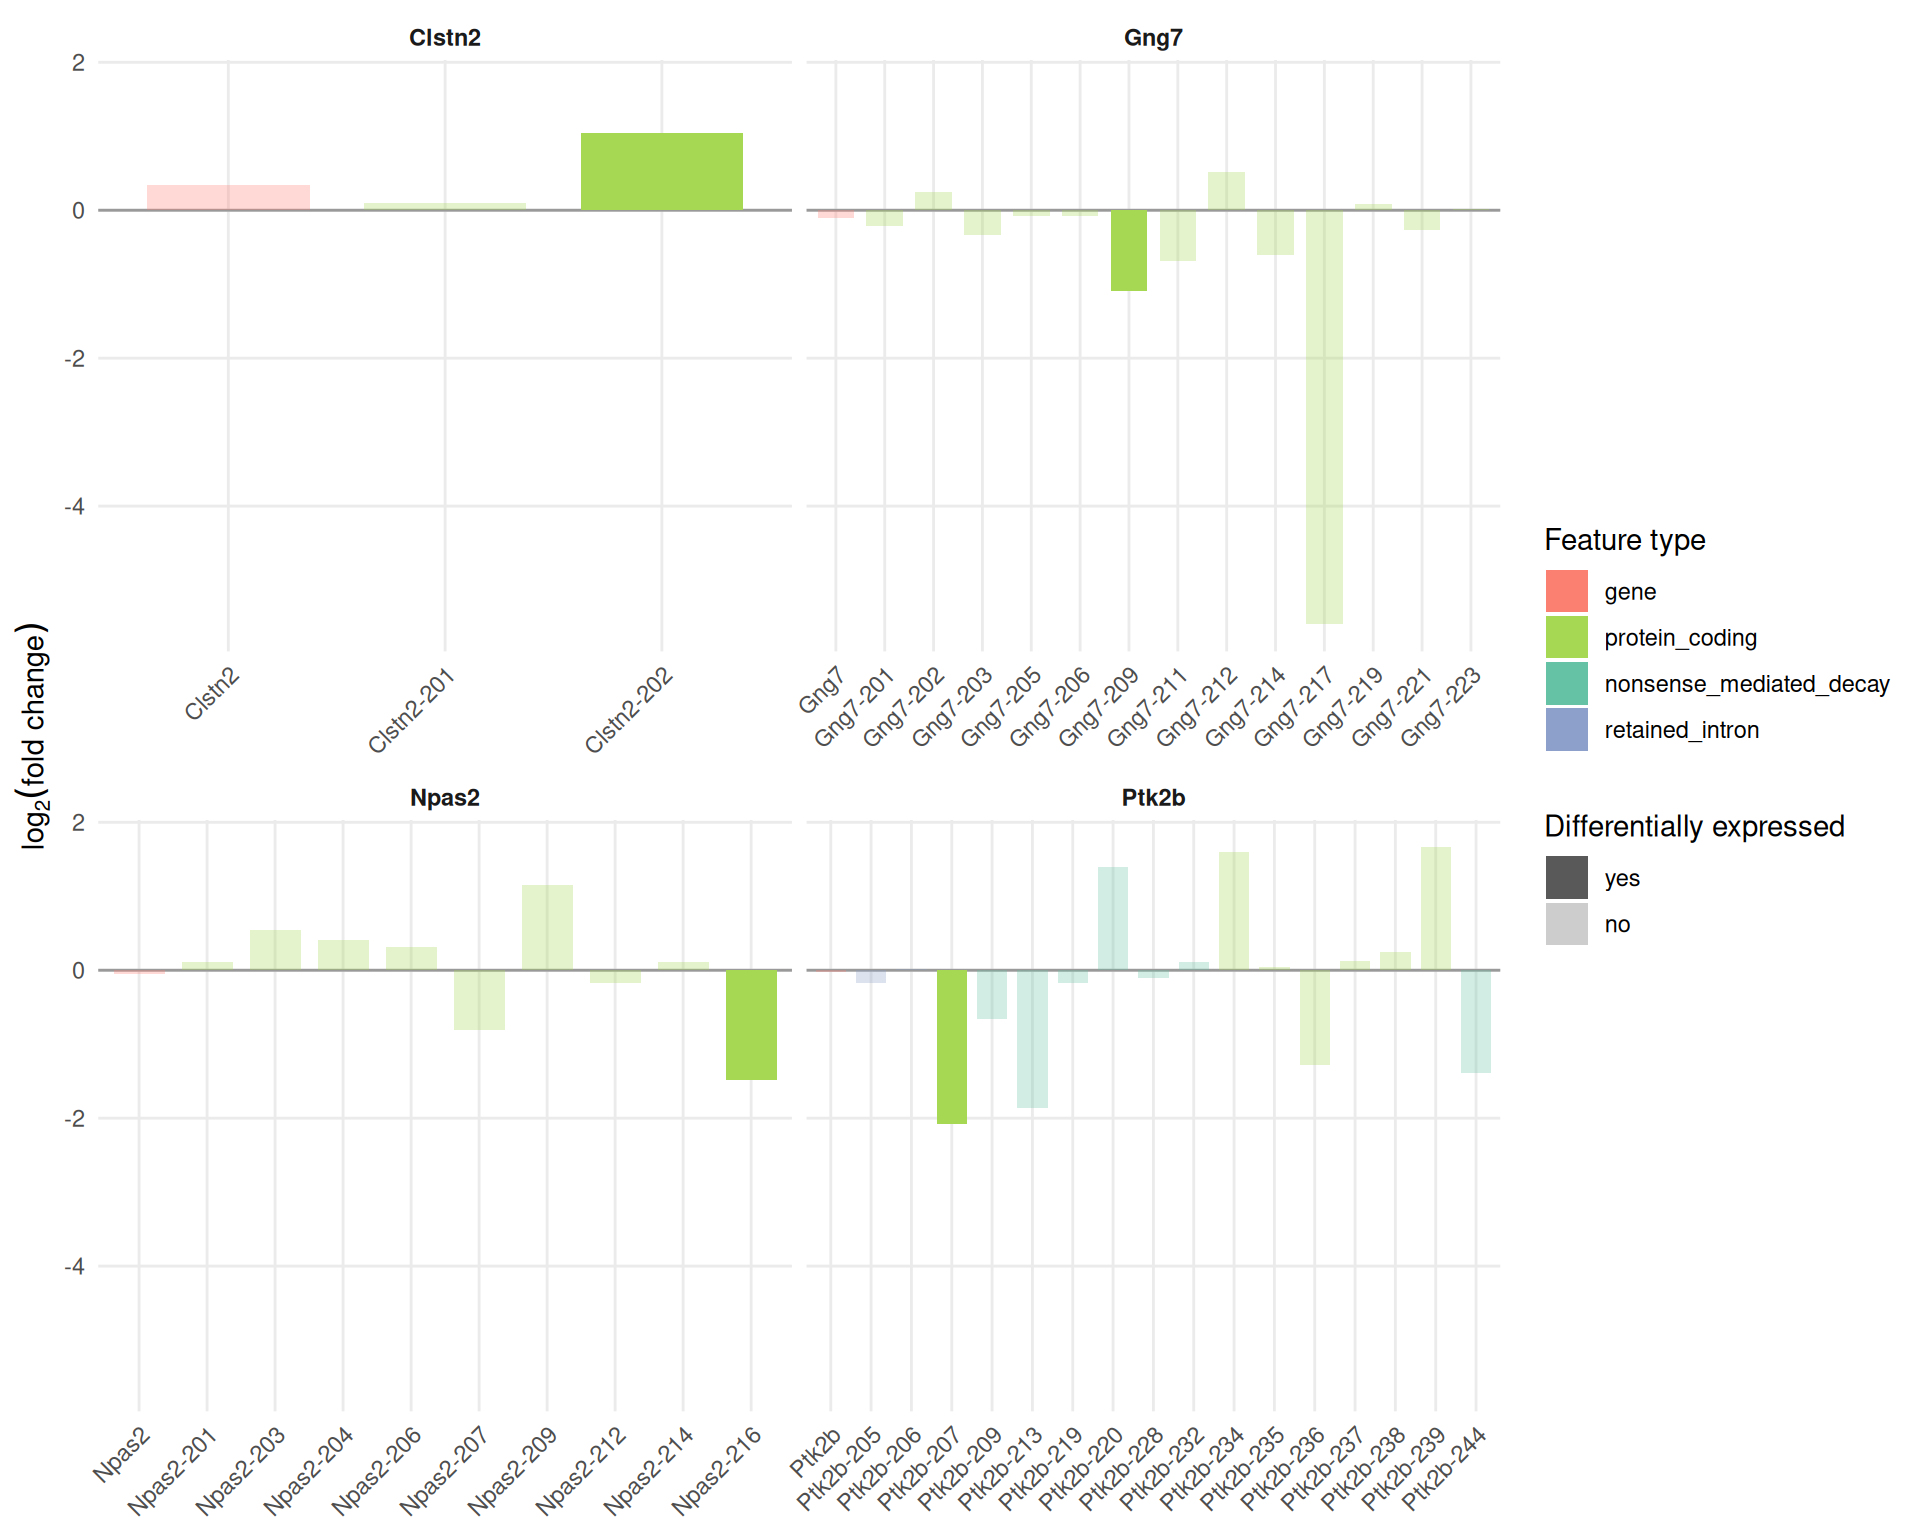 Clstn2
Gng7
2
0
-2
-4
Clstn2
Clstn2-201
Clstn2-202
Gng7
Gng7-201
Gng7-202
Gng7-203
Gng7-205
Gng7-206
Gng7-209
Gng7-211
Gng7-212
Gng7-214
Gng7-217
Gng7-219
Gng7-221
Gng7-223
log2(fold change)
Npas2
Ptk2b
2
0
-2
-4
Npas2
Npas2-201
Npas2-203
Npas2-204
Npas2-206
Npas2-207
Npas2-209
Npas2-212
Npas2-214
Npas2-216
Ptk2b
Ptk2b-205
Ptk2b-206
Ptk2b-207
Ptk2b-209
Ptk2b-213
Ptk2b-219
Ptk2b-220
Ptk2b-228
Ptk2b-232
Ptk2b-234
Ptk2b-235
Ptk2b-236
Ptk2b-237
Ptk2b-238
Ptk2b-239
Ptk2b-244
Feature type
gene
protein_coding
nonsense_mediated_decay
retained_intron
Differentially expressed
yes
no